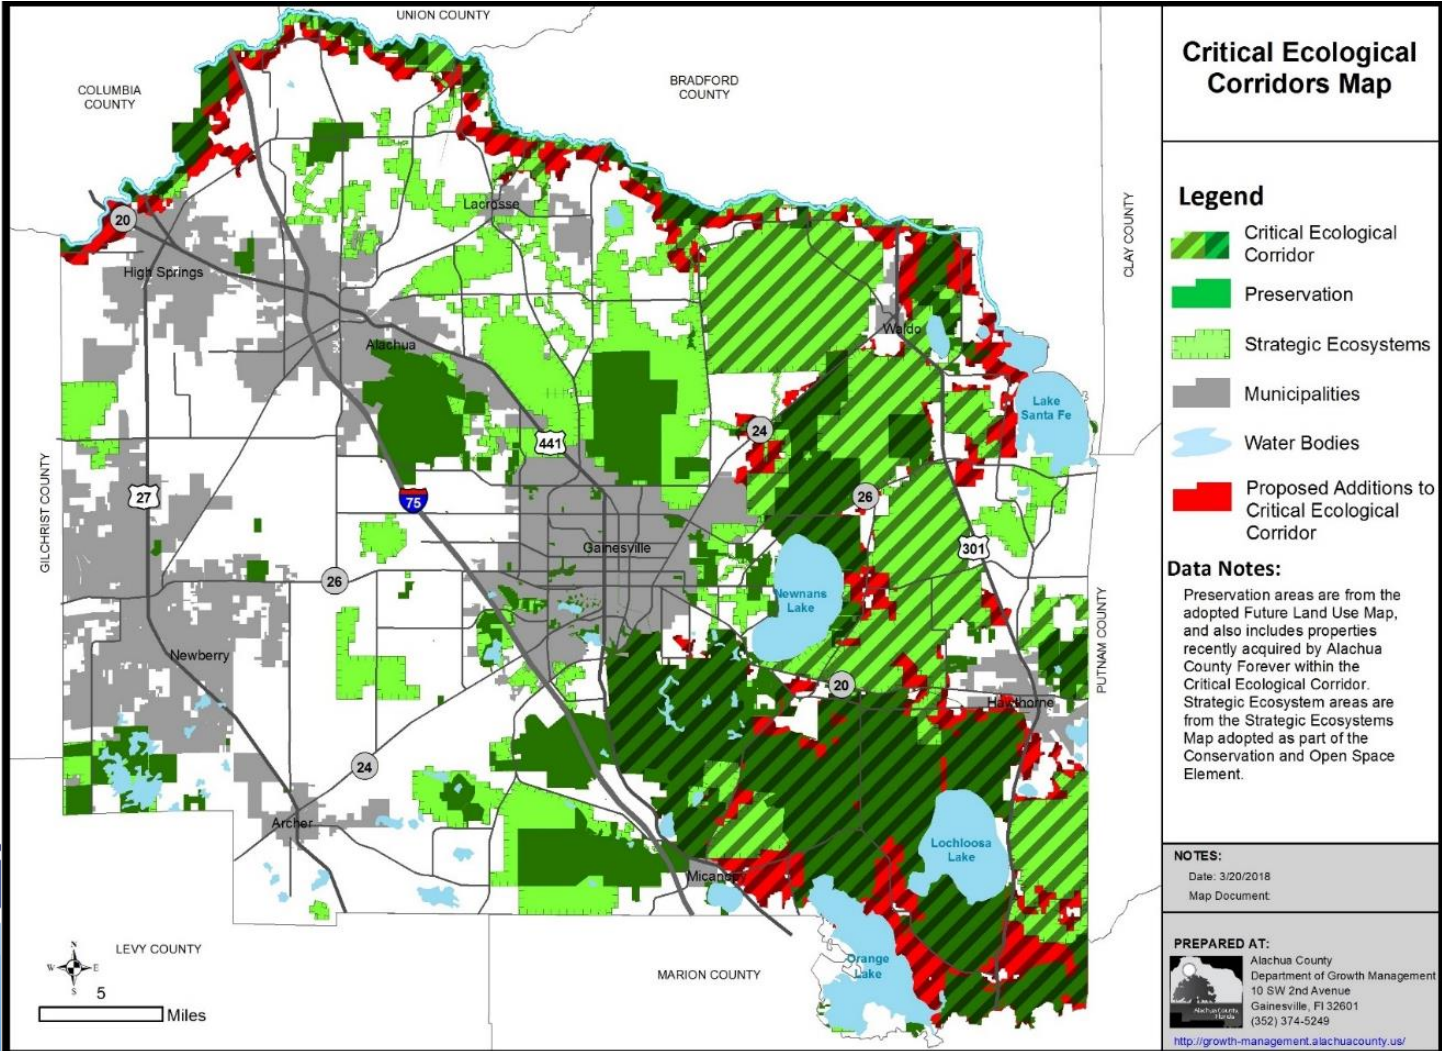 UNION COUNTY
COLUMBIA
COUNTY
BRADFORD
COUNTY
CLAY COUNTY
20
Lacrosse
High Springs
Waldo
Alachua
Lake
Santa Fe
24
441
GILCHRIST COUNTY
27
75
26
301
Gainesville
26
Newnans
Lake
PUTNAM COUNTY
Newberry
20
Hawthorne
24
Archer
Lochloosa
Lake
Micanopy
LEVY COUNTY
MARION COUNTY
Orange
Lake
N
W
E
S
5
Miles
Critical Ecological
Corridors Map
Legend
Critical Ecological
Corridor
Preservation
Strategic Ecosystems
Municipalities
Water Bodies
Proposed Additions to
Critical Ecological
Corridor
Data Notes:
Preservation areas are from the
adopted Future Land Use Map,
and also includes properties
recently acquired by Alachua
County Forever within the
Critical Ecological Corridor.
Strategic Ecosystem areas are
from the Strategic Ecosystems
Map adopted as part of the
Conservation and Open Space
Element.
NOTES:
Date: 3/20/2018
Map Document:
PREPARED AT:
Alachua County
Department of Growth Management
10 SW 2nd Avenue
Gainesville, Fl 32601
(352) 374-5249
Alachua County
Florida
http://growth-management.alachuacounty.us/